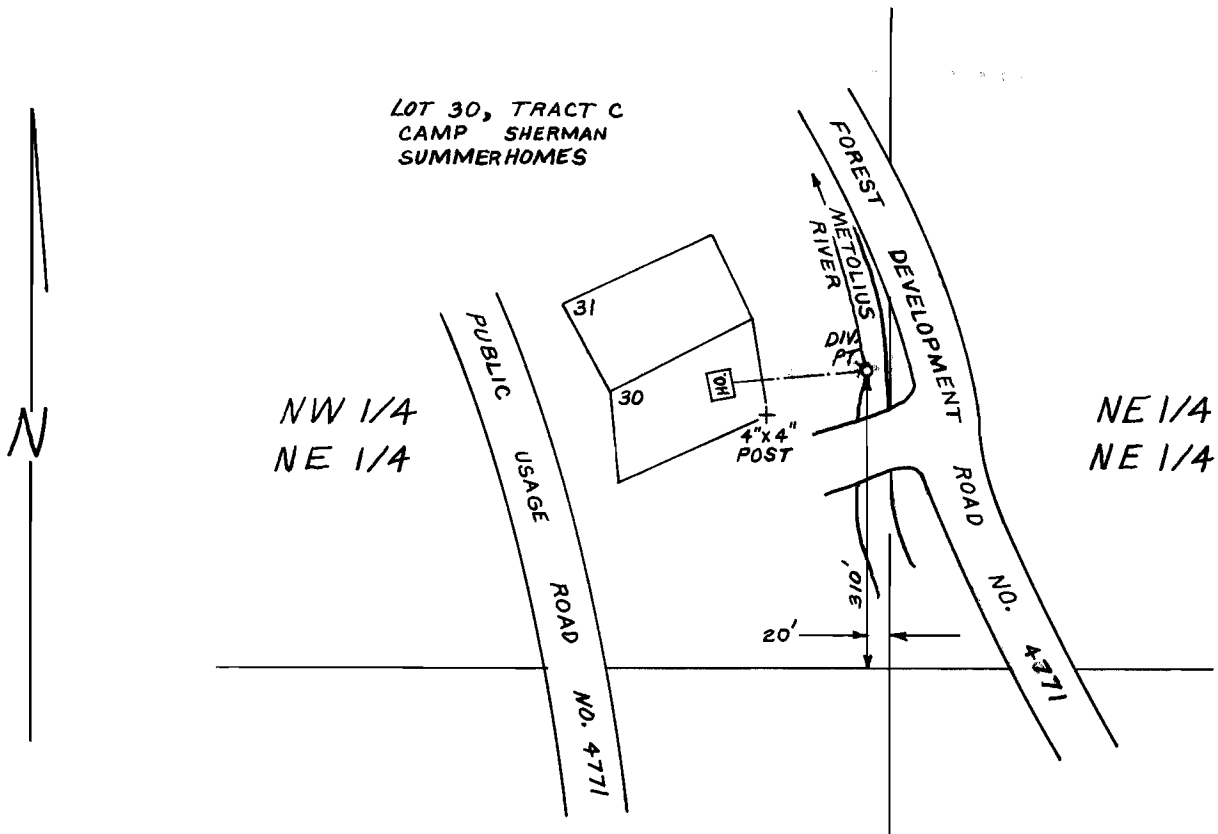 LOT 30, TRACT C
CAMP SHERMAN
SUMMERHOMES
FOREST DEVELOPMENT ROAD NO. 4771
METOLIUS
RIVER
31
PUBLIC USAGE ROAD NO. 4771
DIV.
PT.
HO.
30
N
NW 1/4
NE 1/4
4"x4"
POST
NE 1/4
NE 1/4
310'
20'